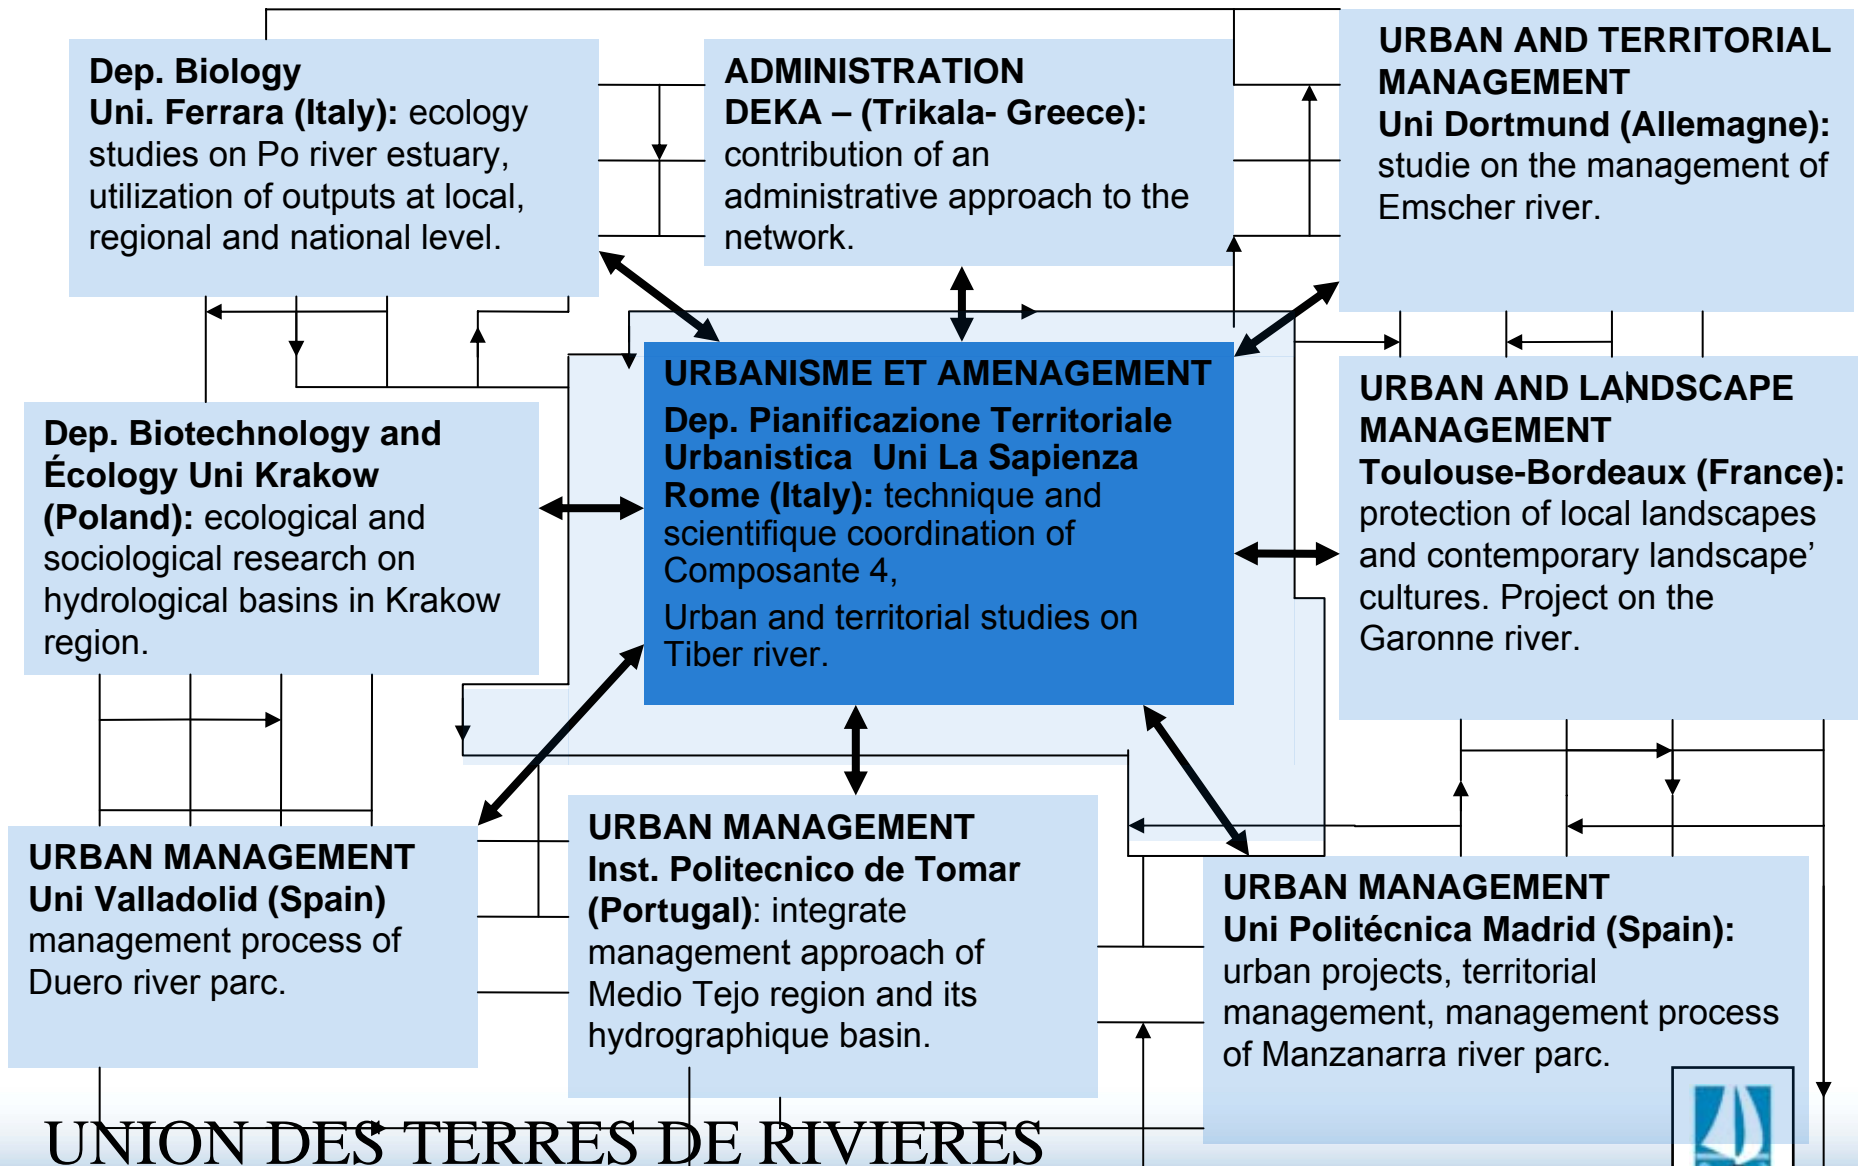 Dep. Biology
Uni. Ferrara (Italy): ecology
studies on Po river estuary,
utilization of outputs at local,
regional and national level.
ADMINISTRATION
DEKA – (Trikala- Greece):
contribution of an
administrative approach to the
network.
URBAN AND TERRITORIAL
MANAGEMENT
Uni Dortmund (Allemagne):
studie on the management of
Emscher river.
Dep. Biotechnology and
Écology Uni Krakow
(Poland): ecological and
sociological research on
hydrological basins in Krakow
region.
URBANISME ET AMENAGEMENT
Dep. Pianificazione Territoriale
Urbanistica Uni La Sapienza
Rome (Italy): technique and
scientifique coordination of
Composante 4,
Urban and territorial studies on
Tiber river.
URBAN AND LANDSCAPE
MANAGEMENT
Toulouse-Bordeaux (France):
protection of local landscapes
and contemporary landscape’
cultures. Project on the
Garonne river.
URBAN MANAGEMENT
Uni Valladolid (Spain)
management process of
Duero river parc.
URBAN MANAGEMENT
Inst. Politecnico de Tomar
(Portugal): integrate
management approach of
Medio Tejo region and its
hydrographique basin.
URBAN MANAGEMENT
Uni Politécnica Madrid (Spain):
urban projects, territorial
management, management process
of Manzanarra river parc.
UNION DES TERRES DE RIVIERES